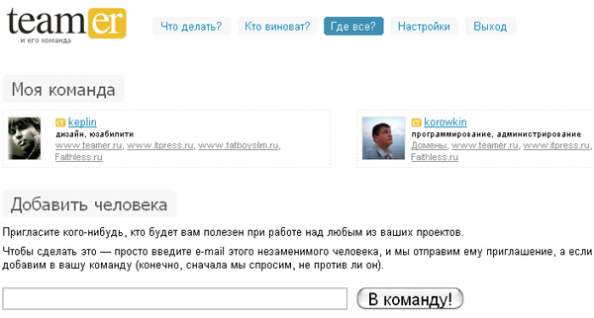 teamer
и его команда
Что делать? Кто виноват? Где все? Настройки Выход
Моя команда
keplin
дизайн, юзабилити
www.teamer.ru, www.itpress.ru, www.fatboyslim.ru,
Faithless.ru
korowkin
программирование, администрирование
Домены, www.teamer.ru, www.itpress.ru,
Faithless.ru
Добавить человека
Пригласите кого-нибудь, кто будет вам полезен при работе над любым из ваших проектов.
Чтобы сделать это — просто введите e-mail этого незаменимого человека, и мы отправим ему приглашение, а если
добавим в вашу команду (конечно, сначала мы спросим, не против ли он).
В команду!